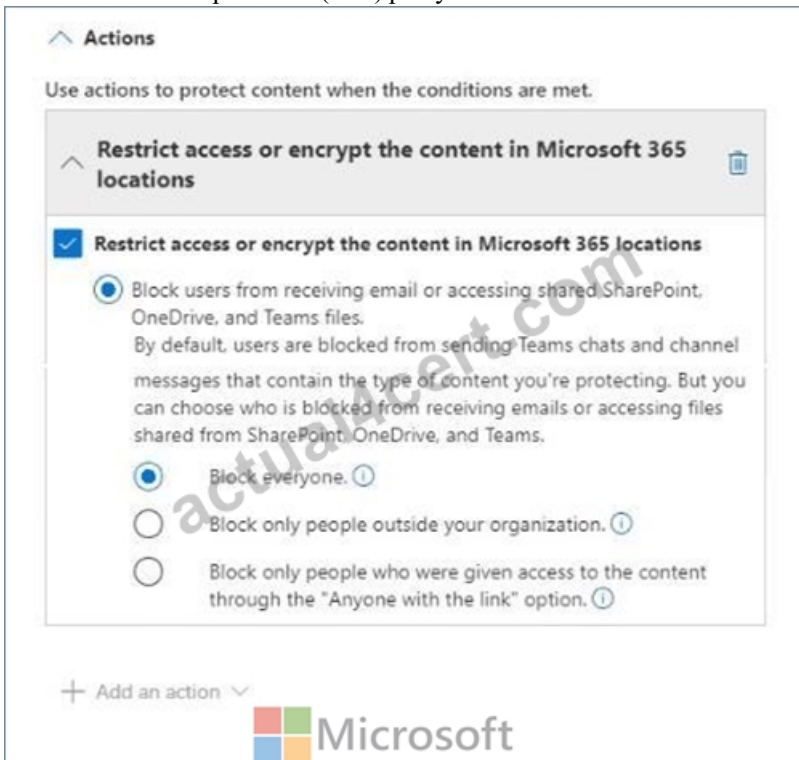 Actions
Use actions to protect content when the conditions are met.
Restrict access or encrypt the content in Microsoft 365
locations
Restrict access or encrypt the content in Microsoft 365 locations
Block users from receiving email or accessing shared SharePoint,
OneDrive, and Teams files.
By default, users are blocked from sending Teams chats and channel
messages that contain the type of content you're protecting. But you
can choose who is blocked from receiving emails or accessing files
shared from SharePoint, OneDrive, and Teams.
Block everyone.
Block only people outside your organization.
Block only people who were given access to the content
through the "Anyone with the link" option.
+ Add an action
Microsoft
actual4cert.com